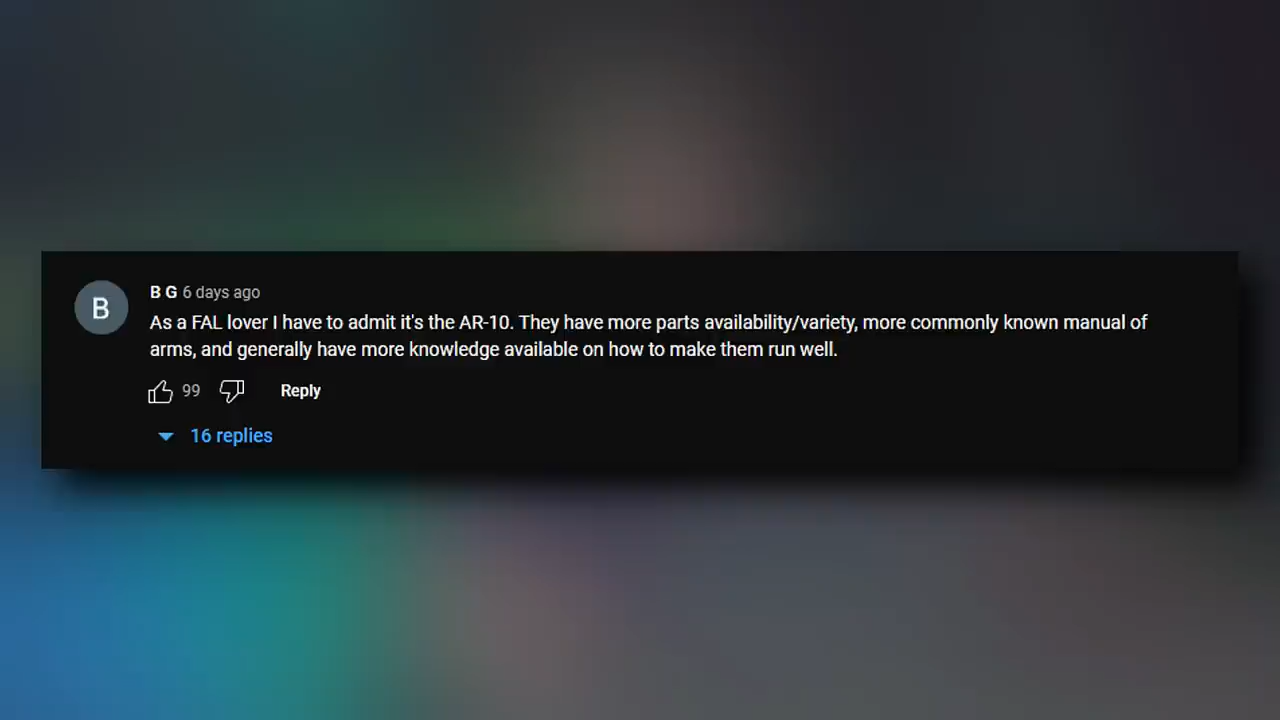 B
B G 6 days ago
As a FAL lover I have to admit it's the AR-10. They have more parts availability/variety, more commonly known manual of
arms, and generally have more knowledge available on how to make them run well.
99 Reply
16 replies